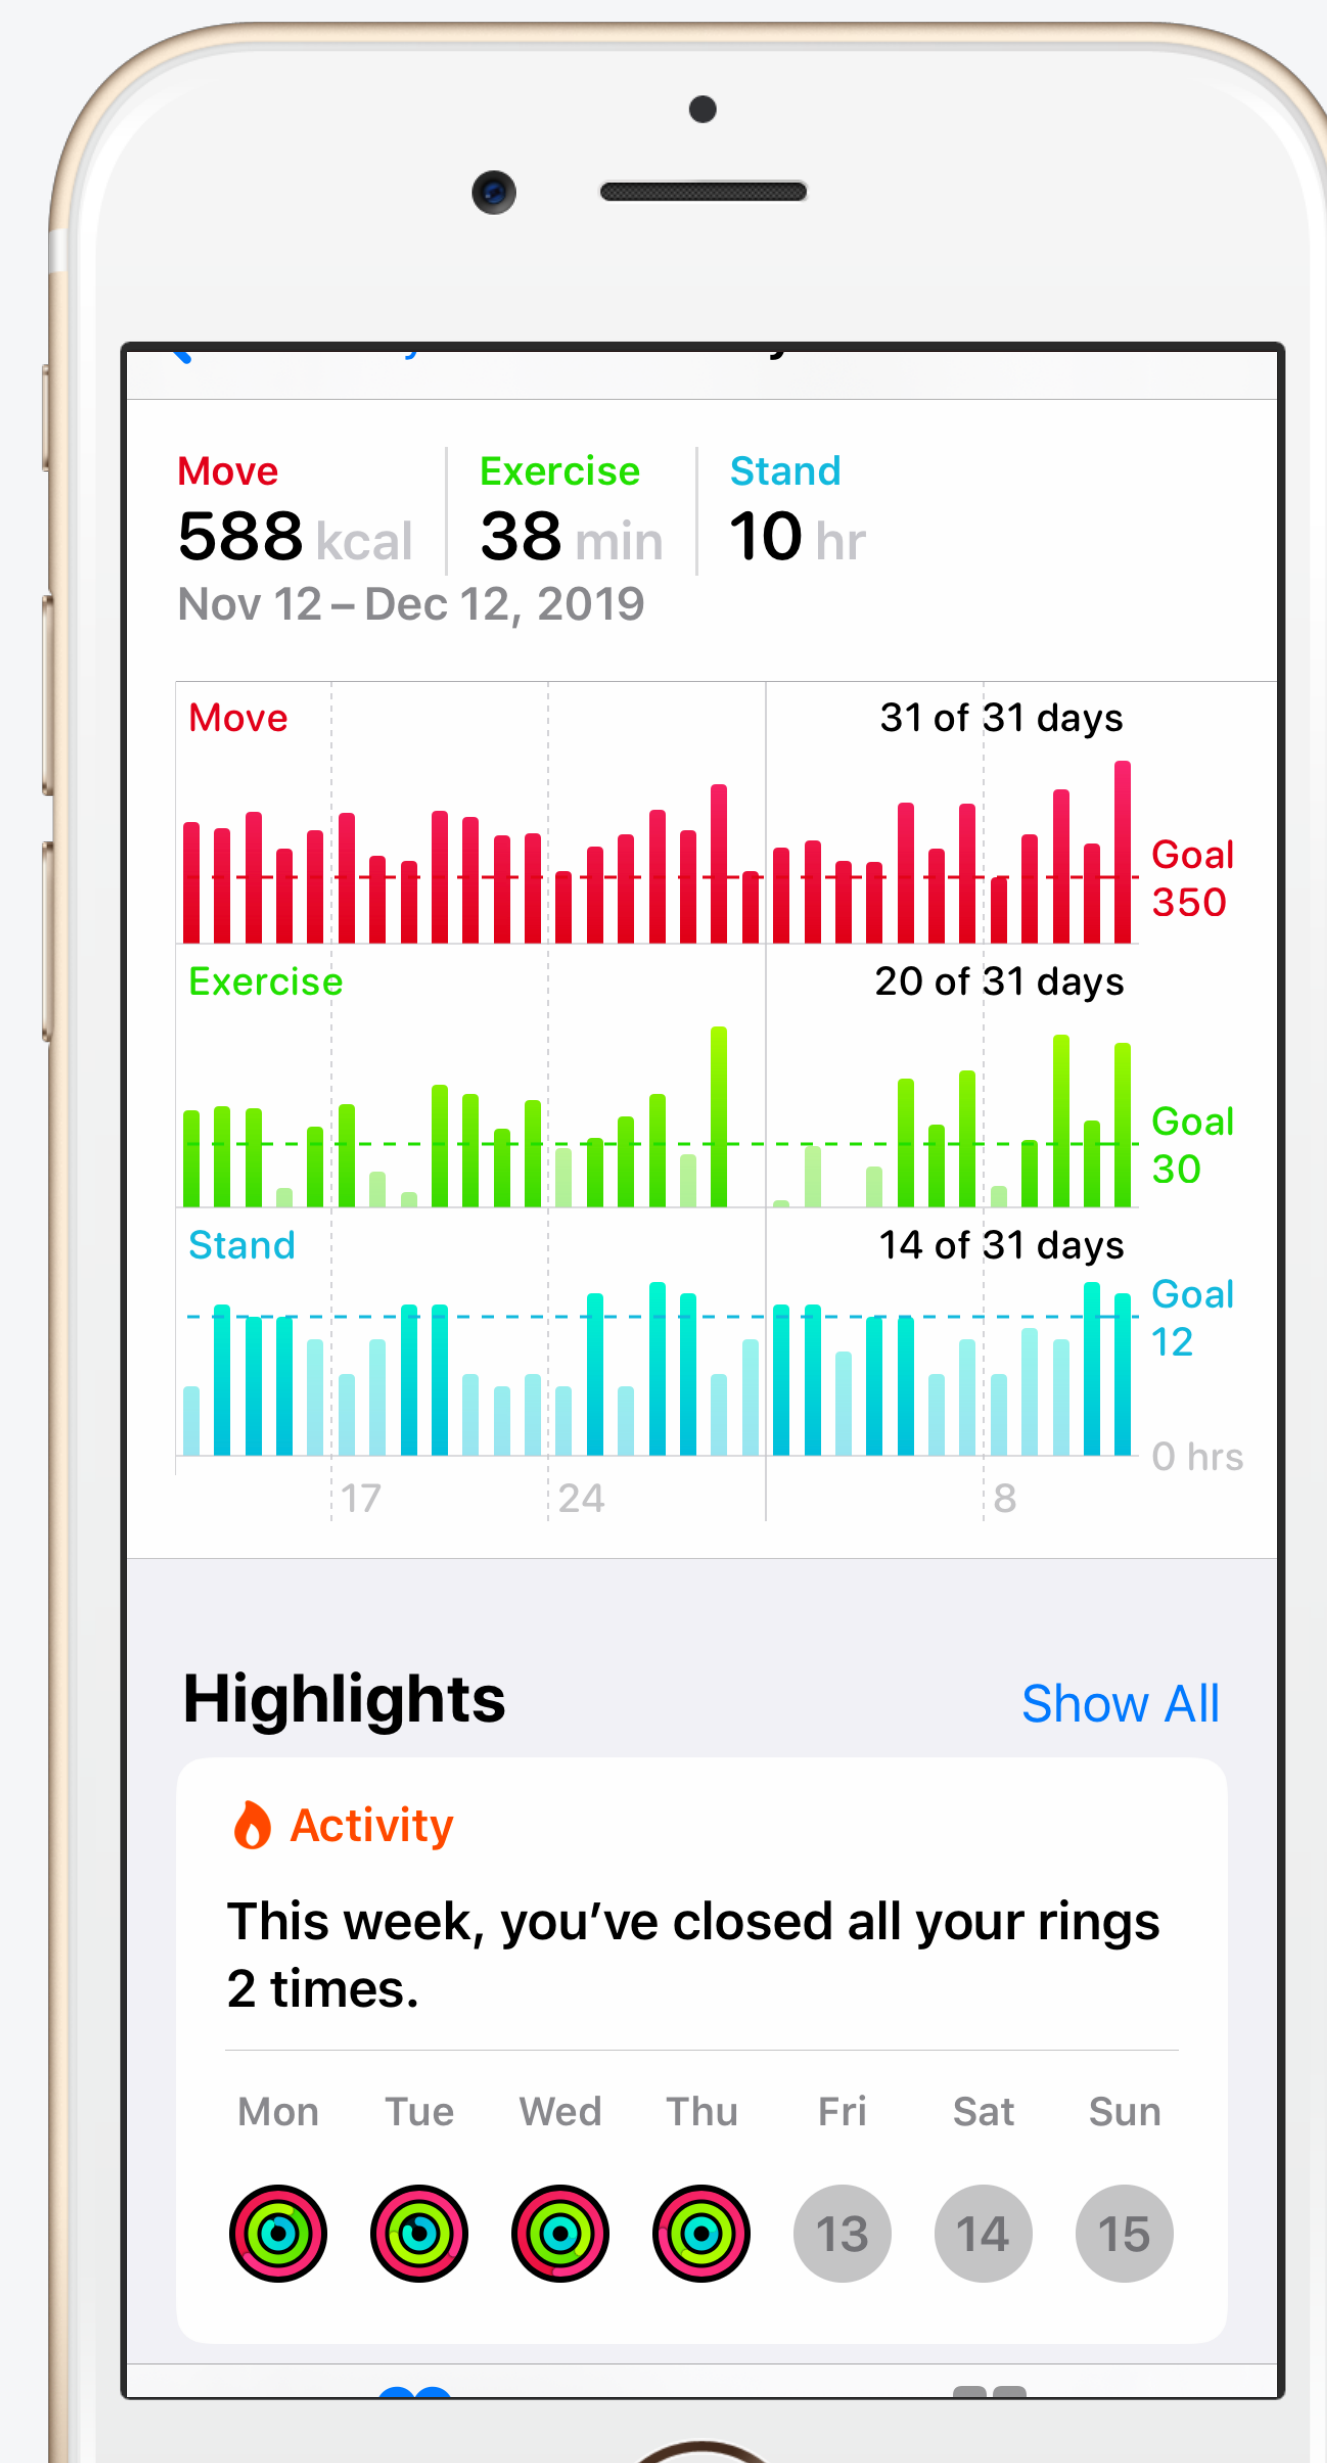 Move Exercise Stand
588 kcal 38 min 10 hr
Nov 12 – Dec 12, 2019
Move 31 of 31 days
Goal
350
Exercise 20 of 31 days
Goal
30
Stand 14 of 31 days
Goal
12
0 hrs
17 24 8
Highlights Show All
Activity
This week, you’ve closed all your rings
2 times.
Mon Tue Wed Thu Fri Sat Sun
13 14 15